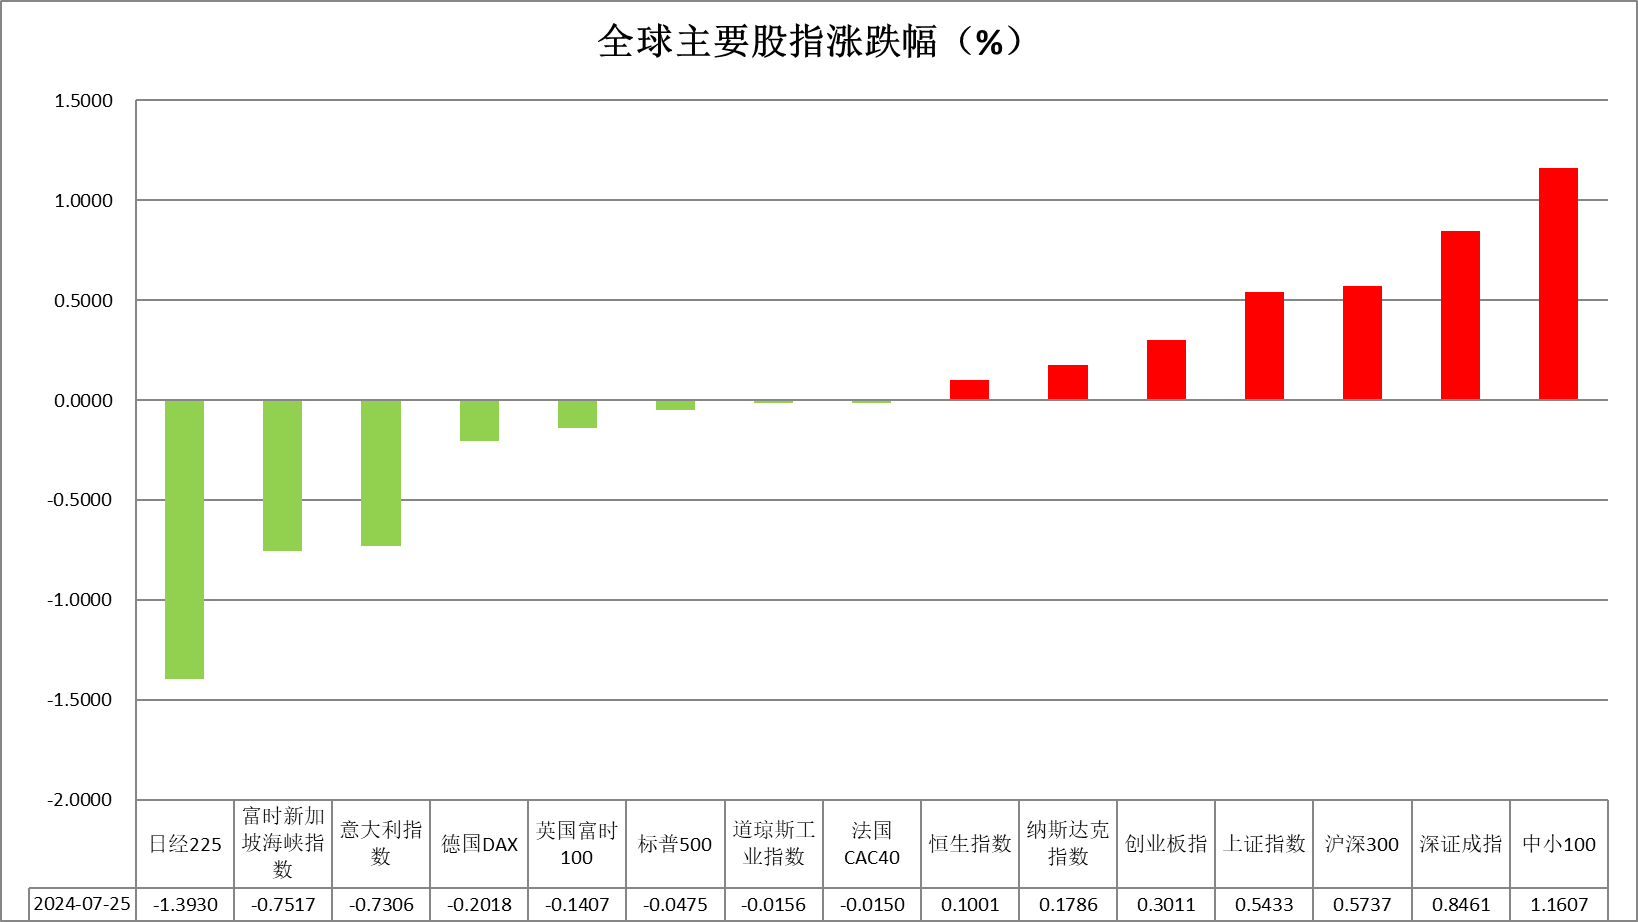 全球主要股指涨跌幅（%）
1.5000
1.0000
0.5000
0.0000
-0.5000
-1.0000
-1.5000
-2.0000
日经225
富时新加
坡海峡指
数
意大利指
数
德国DAX
英国富时
100
标普500
道琼斯工
业指数
法国
CAC40
恒生指数
纳斯达克
指数
创业板指
上证指数
沪深300
深证成指
中小100
2024-07-25 -1.3930 -0.7517 -0.7306 -0.2018 -0.1407 -0.0475 -0.0156 -0.0150 0.1001 0.1786 0.3011 0.5433 0.5737 0.8461 1.1607